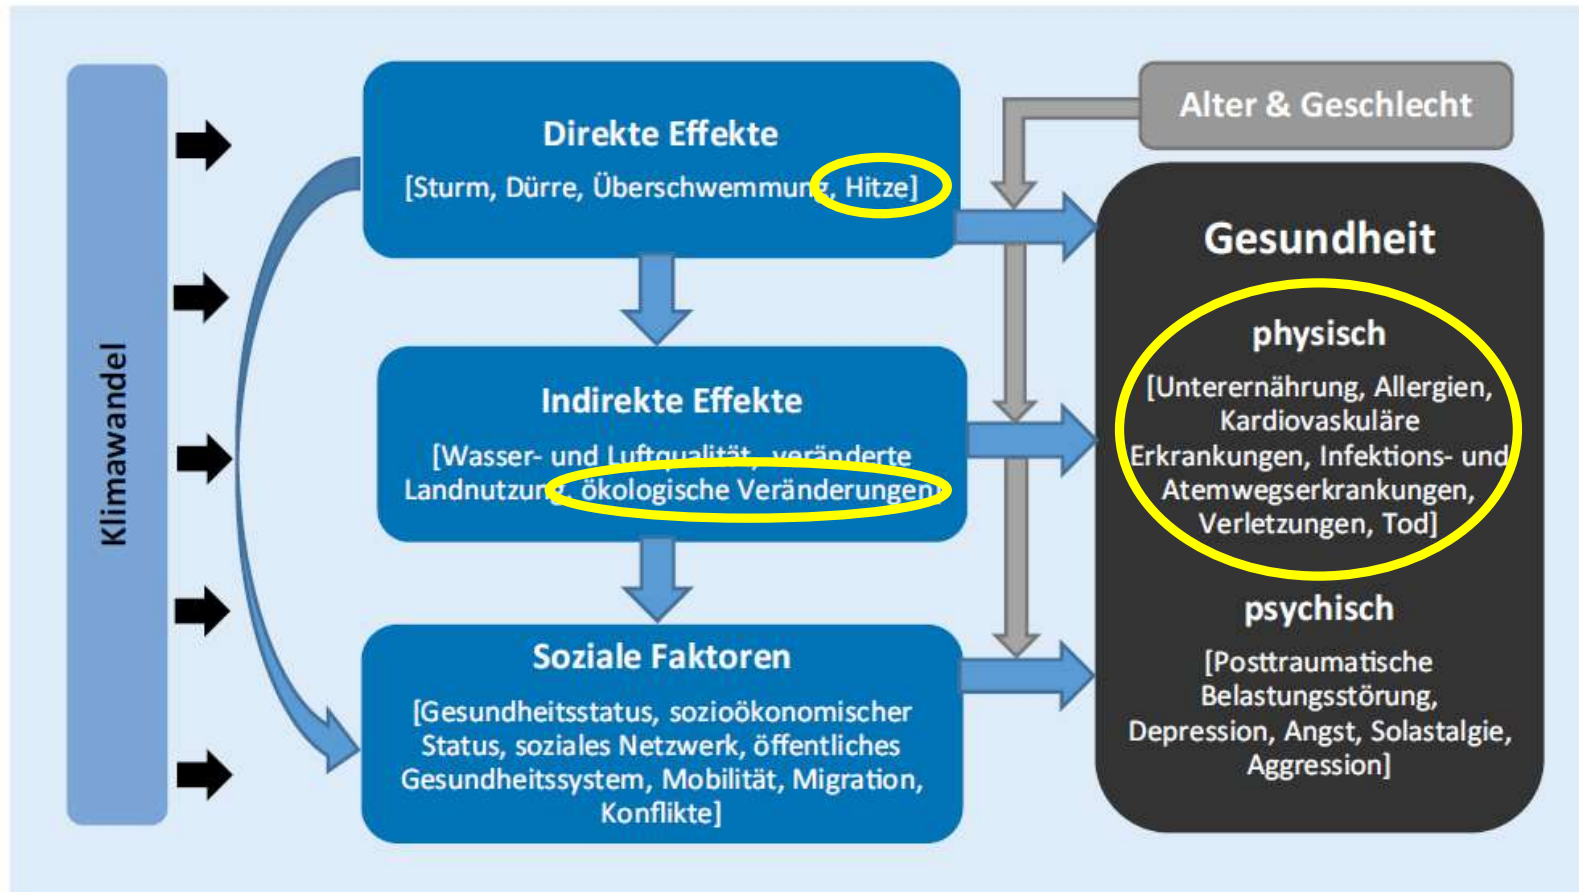 Klimawandel
Direkte Effekte
[Sturm, Dürre, Überschwemmung, Hitze]
Indirekte Effekte
[Wasser- und Luftqualität, veränderte
Landnutzung, ökologische Veränderungen]
Soziale Faktoren
[Gesundheitsstatus, sozioökonomischer
Status, soziales Netzwerk, öffentliches
Gesundheitssystem, Mobilität, Migration,
Konflikte]
Alter & Geschlecht
Gesundheit
physisch
[Unterernährung, Allergien,
Kardiovaskuläre
Erkrankungen, Infektions- und
Atemwegserkrankungen,
Verletzungen, Tod]
psychisch
[Posttraumatische
Belastungsstörung,
Depression, Angst, Solastalgie,
Aggression]